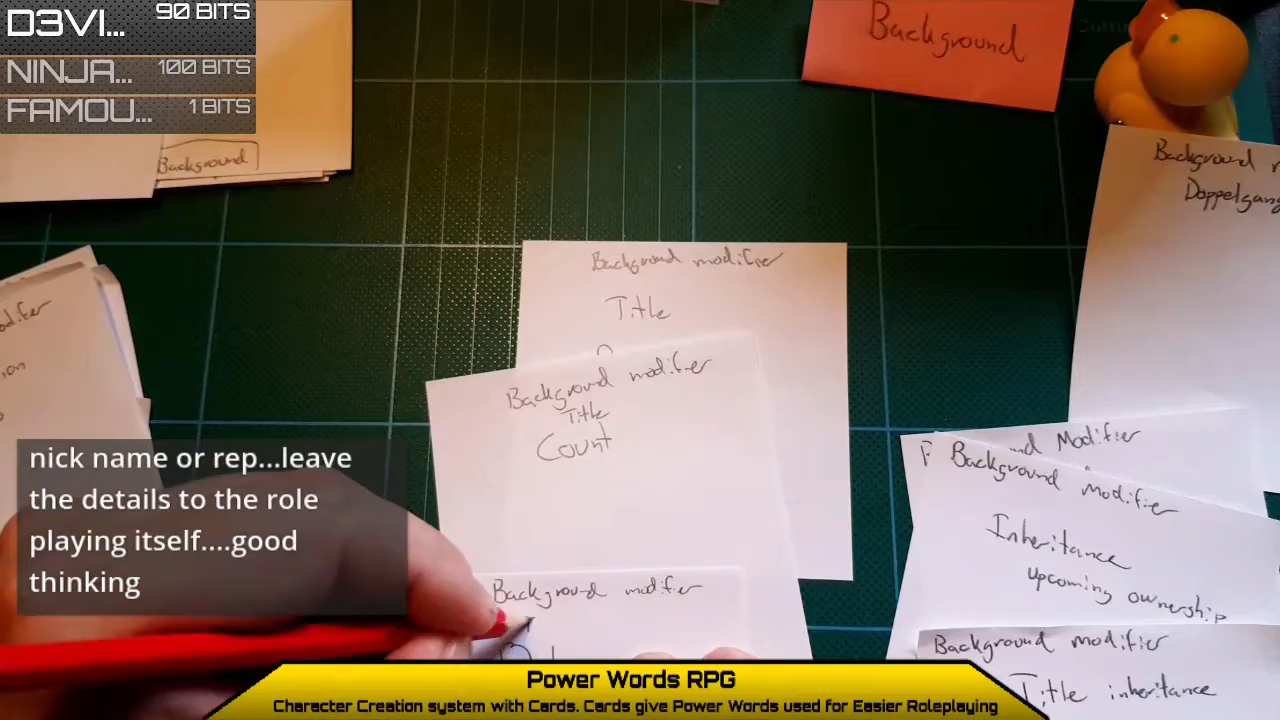 D3VI... 90 BITS
NINJA... 100 BITS
FAMOU... 1 BITS
Background
Background
Background
Doppelgang
Background modifier
Title
Background modifier
Title
Count
nick name or rep...leave
the details to the role
playing itself....good
thinking
Modifier
Background Modifier
Inheritance
upcoming ownership
Background modifier
Background modifier
Title inheritance
Power Words RPG
Character Creation system with Cards. Cards give Power Words used for Easier Roleplaying